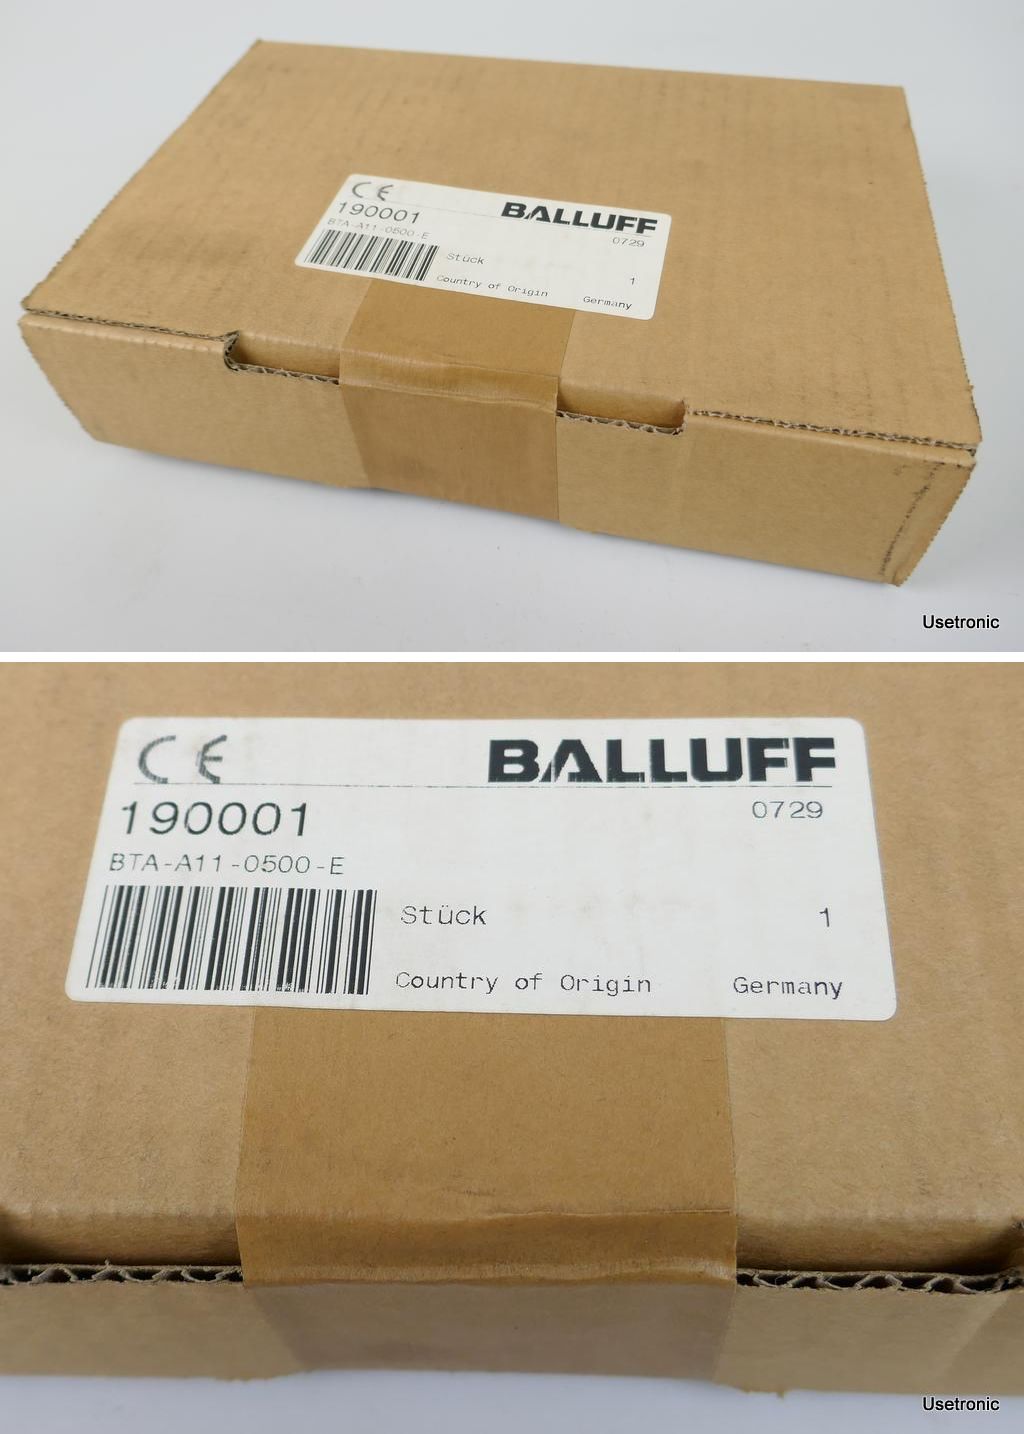 CE
BALLUFF
190001
0729
BTA-A11-0500-E
Stück
1
Country of Origin Germany
Usetronic
CE
BALLUFF
190001
0729
BTA-A11-0500-E
Stück 1
Country of Origin Germany
Usetronic